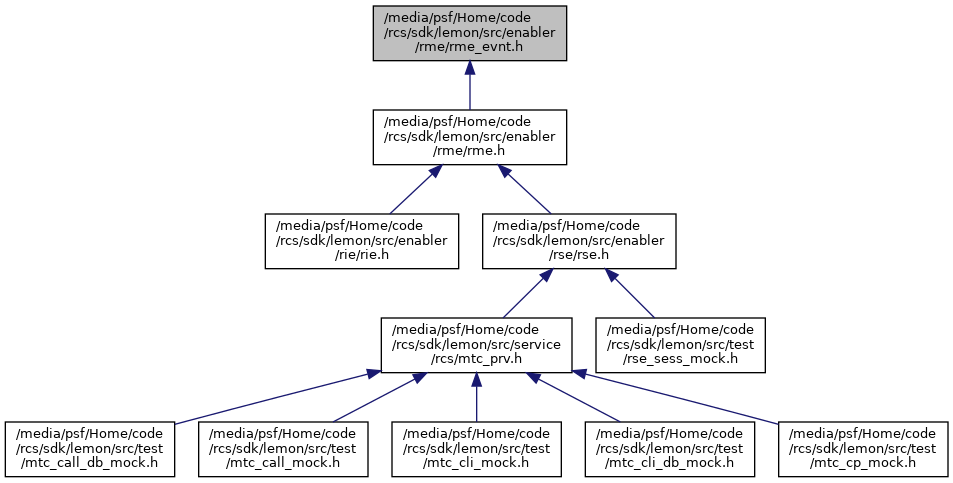 /media/psf/Home/code
/rcs/sdk/lemon/src/enabler
/rme/rme_evnt.h
/media/psf/Home/code
/rcs/sdk/lemon/src/enabler
/rme/rme.h
/media/psf/Home/code
/rcs/sdk/lemon/src/enabler
/rie/rie.h
/media/psf/Home/code
/rcs/sdk/lemon/src/enabler
/rse/rse.h
/media/psf/Home/code
/rcs/sdk/lemon/src/service
/rcs/mtc_prv.h
/media/psf/Home/code
/rcs/sdk/lemon/src/test
/rse_sess_mock.h
/media/psf/Home/code
/rcs/sdk/lemon/src/test
/mtc_call_db_mock.h
/media/psf/Home/code
/rcs/sdk/lemon/src/test
/mtc_call_mock.h
/media/psf/Home/code
/rcs/sdk/lemon/src/test
/mtc_cli_mock.h
/media/psf/Home/code
/rcs/sdk/lemon/src/test
/mtc_cli_db_mock.h
/media/psf/Home/code
/rcs/sdk/lemon/src/test
/mtc_cp_mock.h